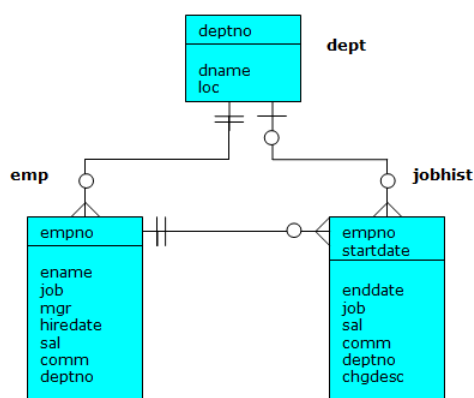 deptno
dept
dname
loc
emp
jobhist
empno
ename
job
mgr
hiredate
sal
comm
deptno
empno
startdate
enddate
job
sal
comm
deptno
chgdesc